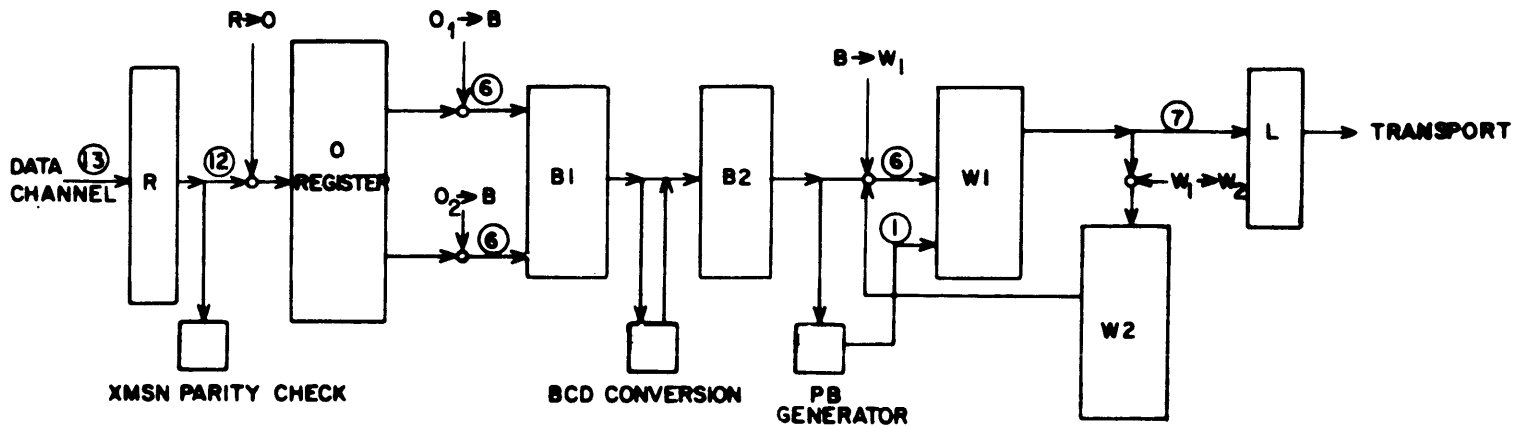 R→O
O₁→B
B→W₁
DATA CHANNEL
13
R
12
O
REGISTER
6
O₂→B
6
B1
B2
6
1
W1
7
W₁→W₂
L
TRANSPORT
W2
XMSN PARITY CHECK
BCD CONVERSION
PB
GENERATOR